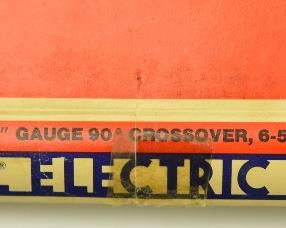 " GAUGE 90° CROSSOVER, 6-5
® ELECTRIC